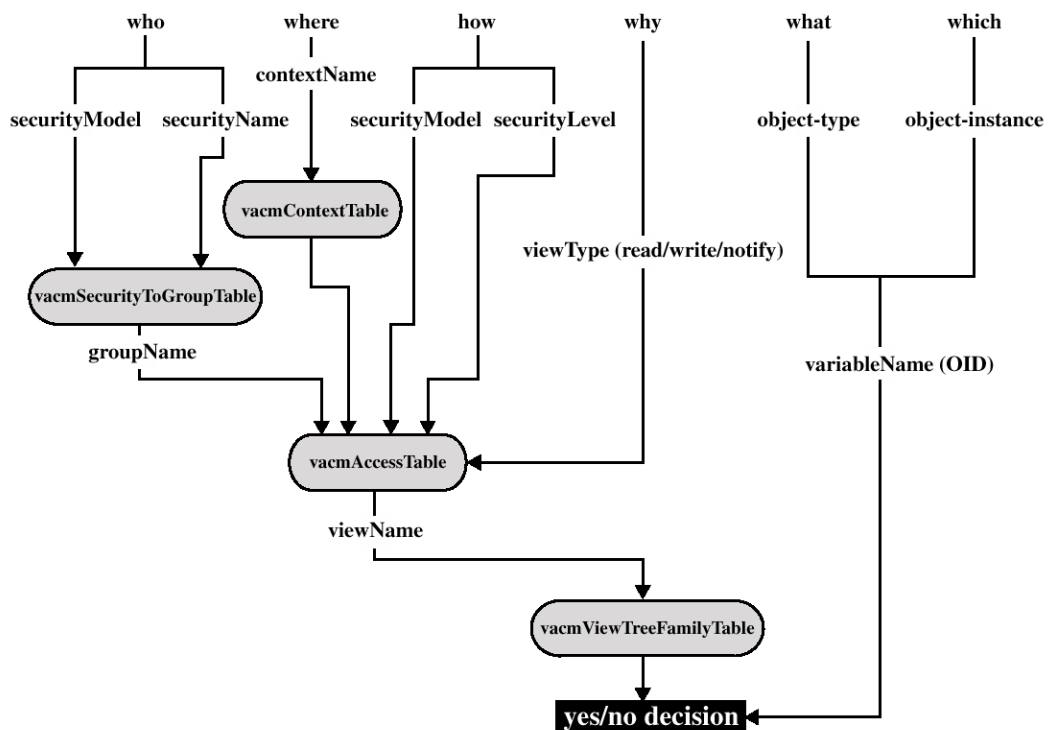 who where how why what which
contextName
securityModel securityName securityModel securityLevel object-type object-instance
vacmContextTable
viewType (read/write/notify)
vacmSecurityToGroupTable
groupName
variableName (OID)
vacmAccessTable
viewName
vacmViewTreeFamilyTable
yes/no decision